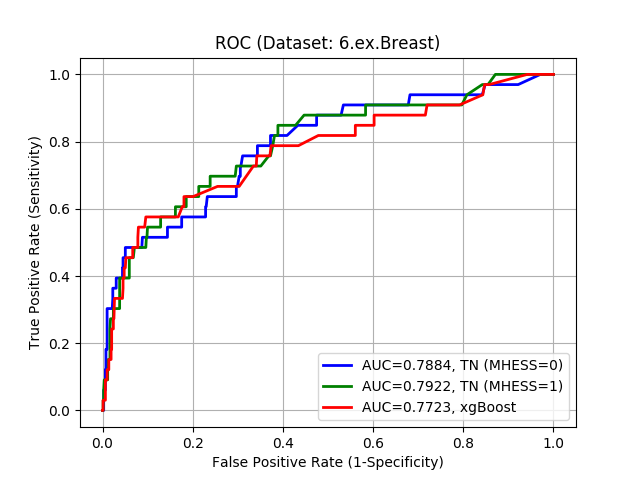 ROC (Dataset: 6.ex.Breast)
True Positive Rate (Sensitivity)
1.0
0.8
0.6
0.4
0.2
0.0
AUC=0.7884, TN (MHESS=0)
AUC=0.7922, TN (MHESS=1)
AUC=0.7723, xgBoost
0.0 0.2 0.4 0.6 0.8 1.0
False Positive Rate (1-Specificity)